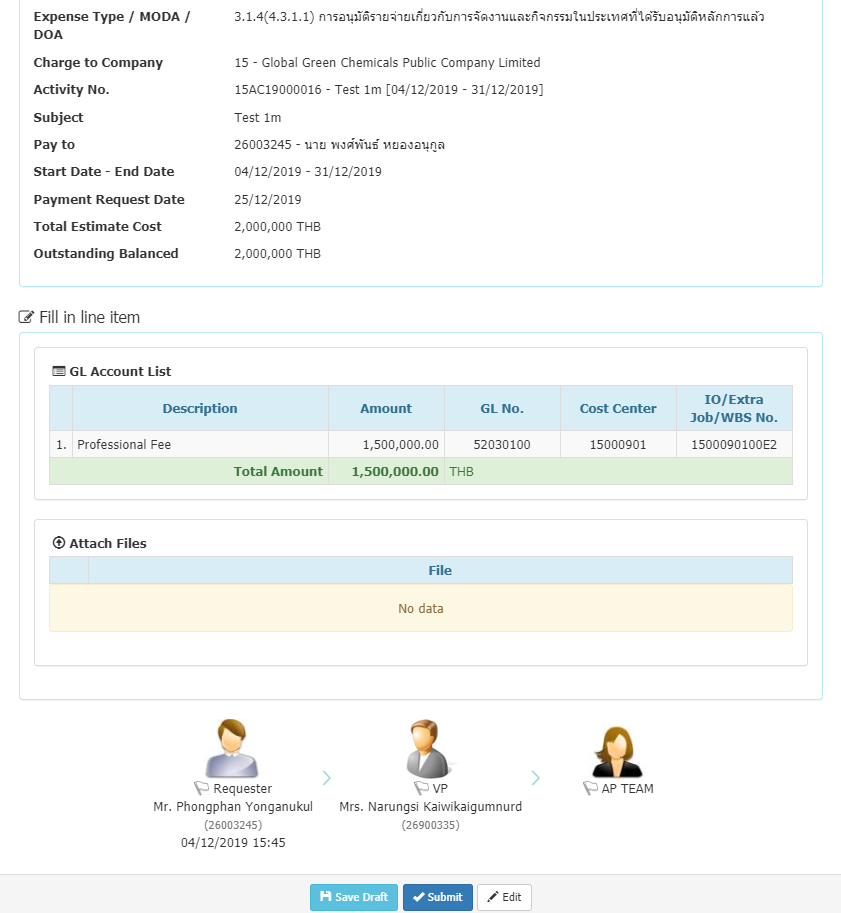 Expense Type / MODA / DOA 3.1.4(4.3.1.1) การอนุมัติรายจ่ายเกี่ยวกับการจัดงานและกิจกรรมในประเทศที่ได้รับอนุมัติหลักการแล้ว
Charge to Company 15 - Global Green Chemicals Public Company Limited
Activity No. 15AC19000016 - Test 1m [04/12/2019 - 31/12/2019]
Subject Test 1m
Pay to 26003245 - นาย พงศ์พันธ์ หยองอนุกูล
Start Date - End Date 04/12/2019 - 31/12/2019
Payment Request Date 25/12/2019
Total Estimate Cost 2,000,000 THB
Outstanding Balanced 2,000,000 THB
Fill in line item
GL Account List
Description Amount GL No. Cost Center IO/Extra Job/WBS No.
1. Professional Fee 1,500,000.00 52030100 15000901 1500090100E2
Total Amount 1,500,000.00 THB
Attach Files
File
No data
Requester VP AP TEAM
Mr. Phongphan Yonganukul Mrs. Narungsi Kaiwikaigumnurd
(26003245) (26900335)
04/12/2019 15:45
Save Draft Submit Edit